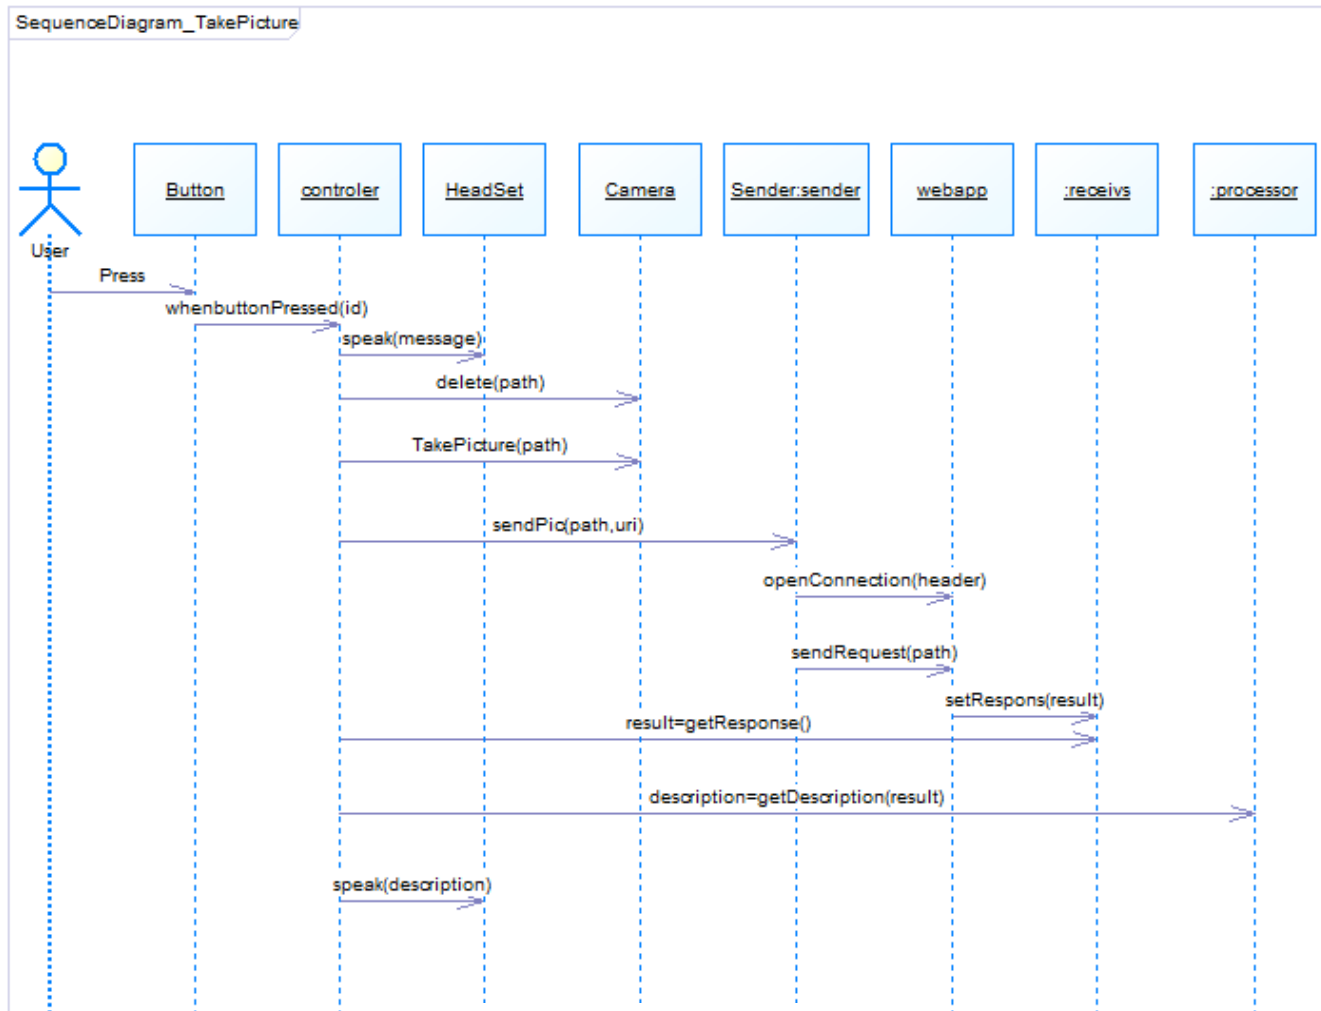 SequenceDiagram_TakePicture
User
Button
controler
HeadSet
Camera
Sender:sender
webapp
:receivs
:processor
Press
whenbuttonPressed(id)
speak(message)
delete(path)
TakePicture(path)
sendPic(path,uri)
openConnection(header)
sendRequest(path)
setRespons(result)
result=getResponse()
description=getDescription(result)
speak(description)